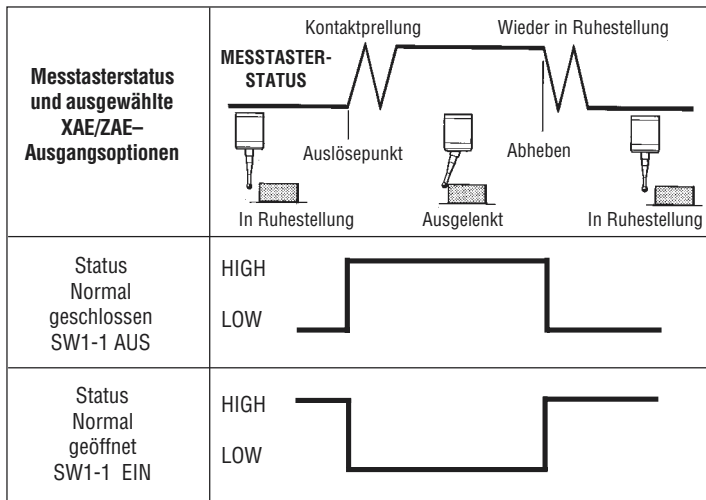 Messtasterstatus
und ausgewählte
XAE/ZAE–
Ausgangsoptionen
Kontaktprellung
Wieder in Ruhestellung
MESSTASTER-
STATUS
Auslösepunkt
Abheben
In Ruhestellung
Ausgelenkt
In Ruhestellung
Status
Normal
geschlossen
SW1-1 AUS
HIGH
LOW
Status
Normal
geöffnet
SW1-1 EIN
HIGH
LOW